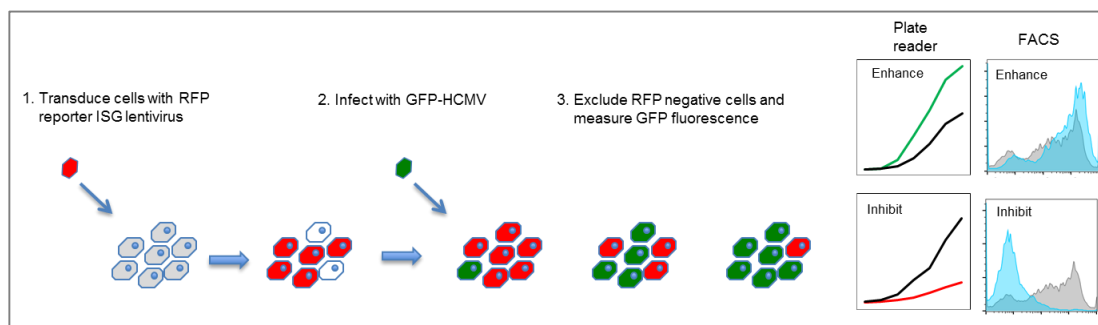 1. Transduce cells with RFP
reporter ISG lentivirus
2. Infect with GFP-HCMV
3. Exclude RFP negative cells and
measure GFP fluorescence
Plate
reader
FACS
Enhance
Enhance
Inhibit
Inhibit